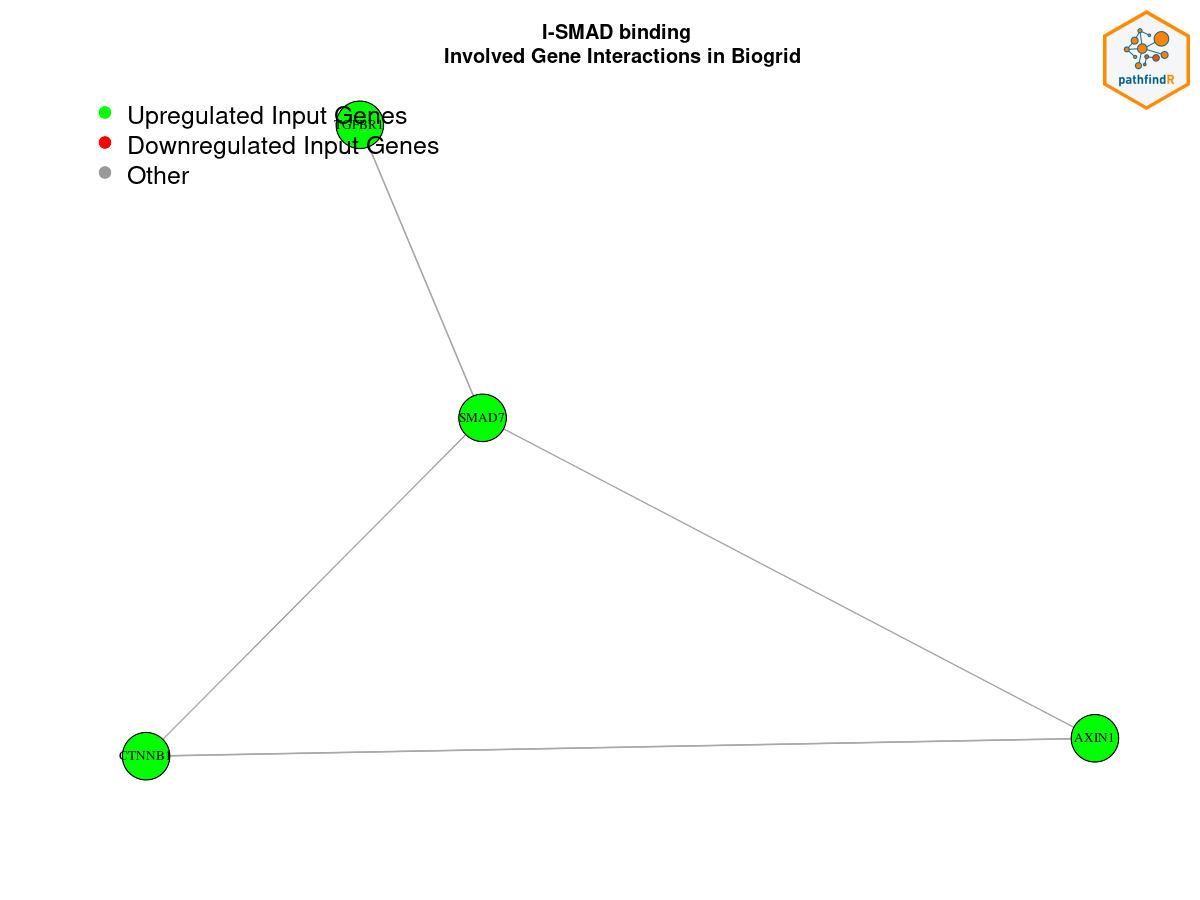 I-SMAD binding
Involved Gene Interactions in Biogrid
pathfindR
Upregulated Input Genes
TGFBR1
Downregulated Input Genes
Other
SMAD7
CTNNB1
AXIN1